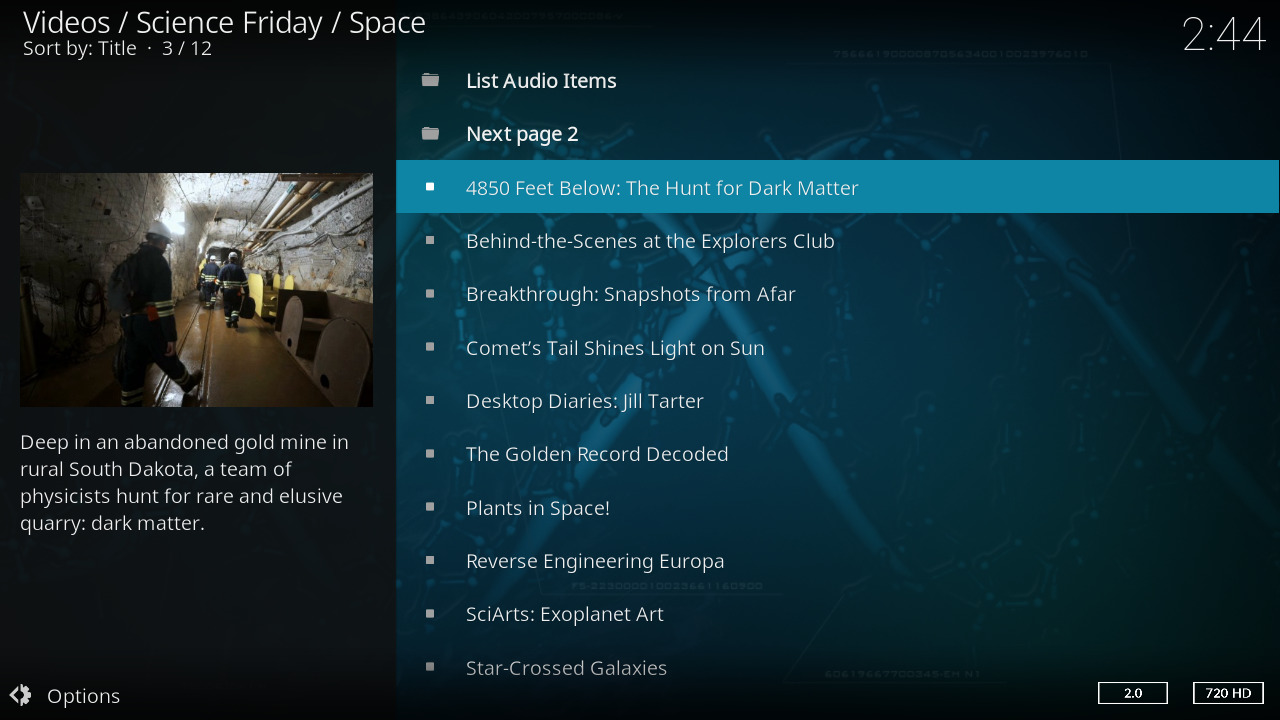 Videos / Science Friday / Space
Sort by: Title · 3 / 12
2:44
List Audio Items
Next page 2
4850 Feet Below: The Hunt for Dark Matter
Behind-the-Scenes at the Explorers Club
Breakthrough: Snapshots from Afar
Comet’s Tail Shines Light on Sun
Desktop Diaries: Jill Tarter
The Golden Record Decoded
Plants in Space!
Reverse Engineering Europa
SciArts: Exoplanet Art
Star-Crossed Galaxies
Deep in an abandoned gold mine in
rural South Dakota, a team of
physicists hunt for rare and elusive
quarry: dark matter.
Options
2.0
720 HD